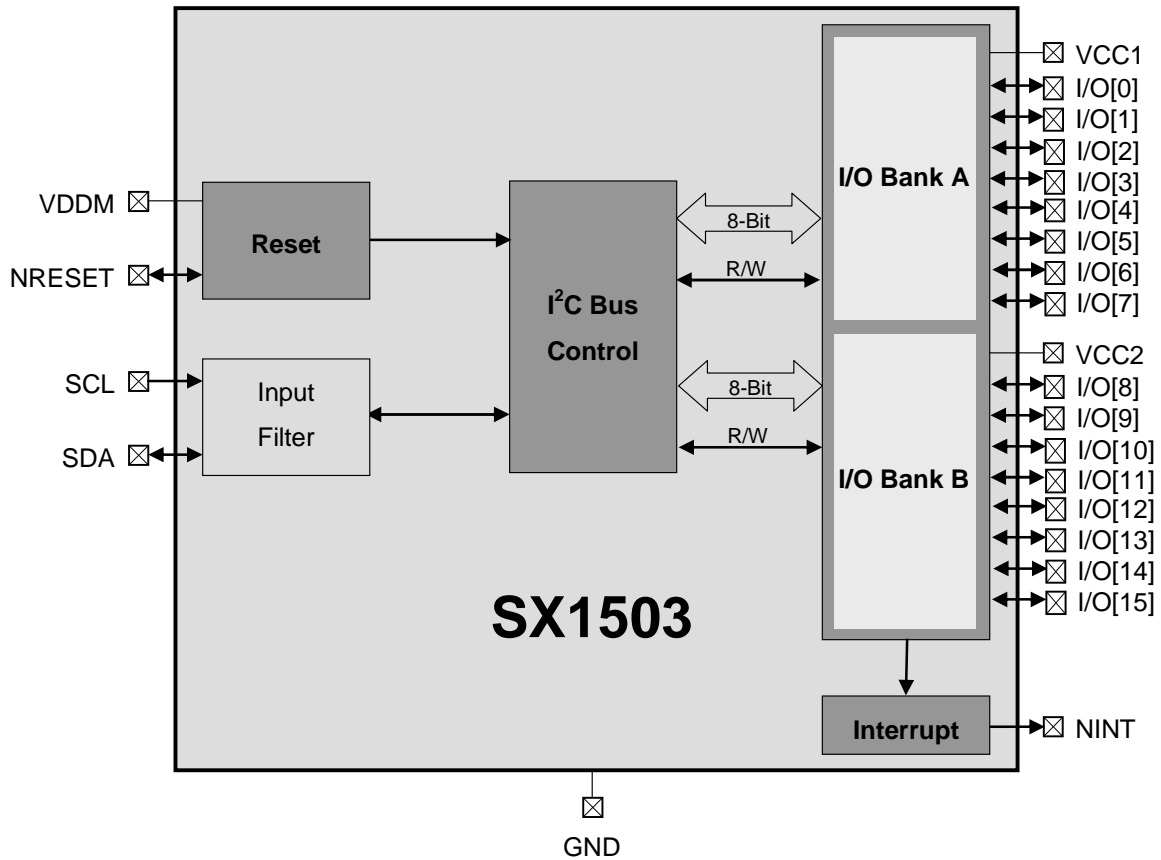 VDDM
NRESET
SCL
SDA
Reset
Input
Filter
I²C Bus
Control
8-Bit
R/W
8-Bit
R/W
I/O Bank A
I/O Bank B
VCC1
I/O[0]
I/O[1]
I/O[2]
I/O[3]
I/O[4]
I/O[5]
I/O[6]
I/O[7]
VCC2
I/O[8]
I/O[9]
I/O[10]
I/O[11]
I/O[12]
I/O[13]
I/O[14]
I/O[15]
SX1503
Interrupt
NINT
GND